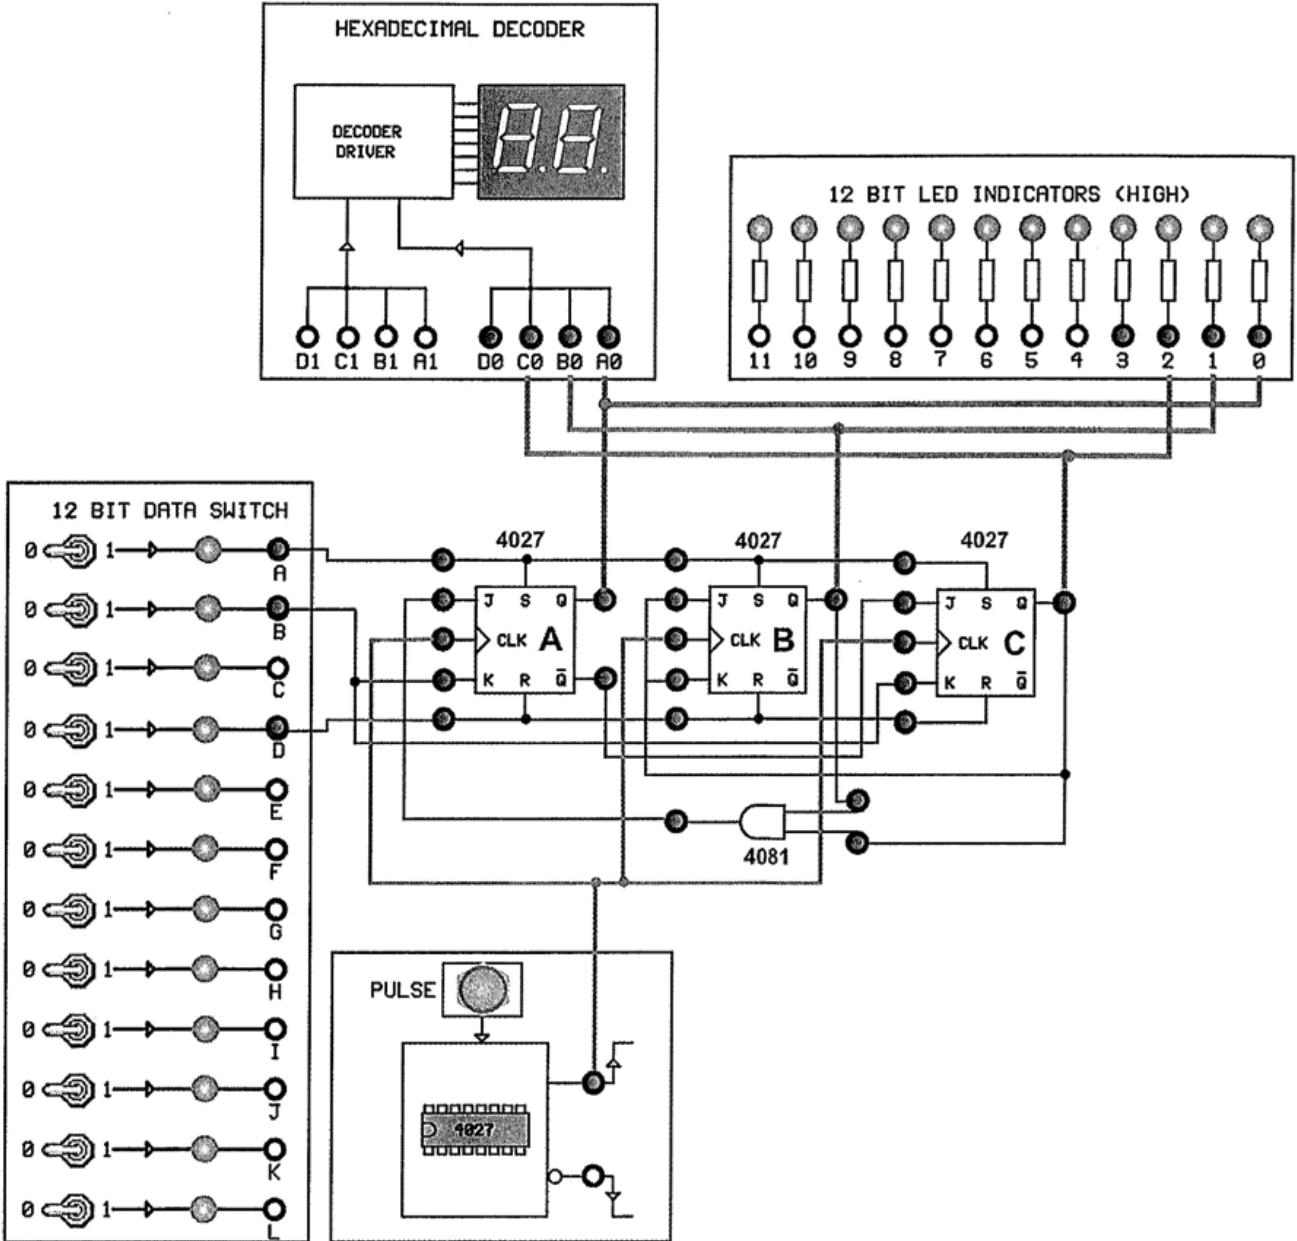 HEXADECIMAL DECODER
DECODER
DRIVER
D1 C1 B1 A1 D0 C0 B0 A0
12 BIT LED INDICATORS (HIGH)
11 10 9 8 7 6 5 4 3 2 1 0
12 BIT DATA SWITCH
0 1 A
0 1 B
0 1 C
0 1 D
0 1 E
0 1 F
0 1 G
0 1 H
0 1 I
0 1 J
0 1 K
0 1 L
4027
J S Q
CLK A
K R Q̅
4027
J S Q
CLK B
K R Q̅
4027
J S Q
CLK C
K R Q̅
4081
PULSE
4027